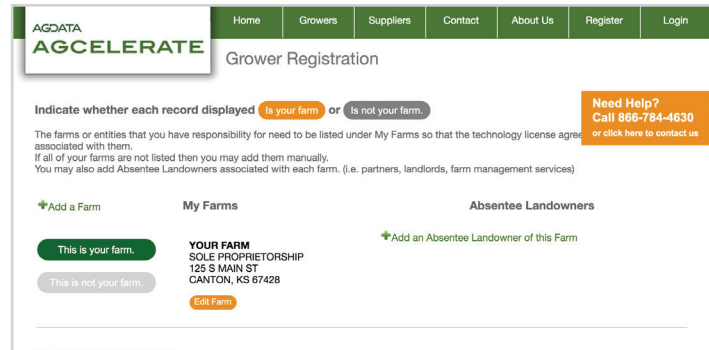 AGDATA
AGCELERATE
Home Growers Suppliers Contact About Us Register Login
Grower Registration
Indicate whether each record displayed Is your farm or Is not your farm.
Need Help?
Call 866-784-4630
or click here to contact us
The farms or entities that you have responsibility for need to be listed under My Farms so that the technology license
associated with them.
If all of your farms are not listed then you may add them manually.
You may also add Absentee Landowners associated with each farm. (i.e. partners, landlords, farm management services)
Add a Farm My Farms Absentee Landowners
Add an Absentee Landowner of this Farm
This is your farm.
This is not your farm.
YOUR FARM
SOLE PROPRIETORSHIP
125 S MAIN ST
CANTON, KS 67428
Edit Farm